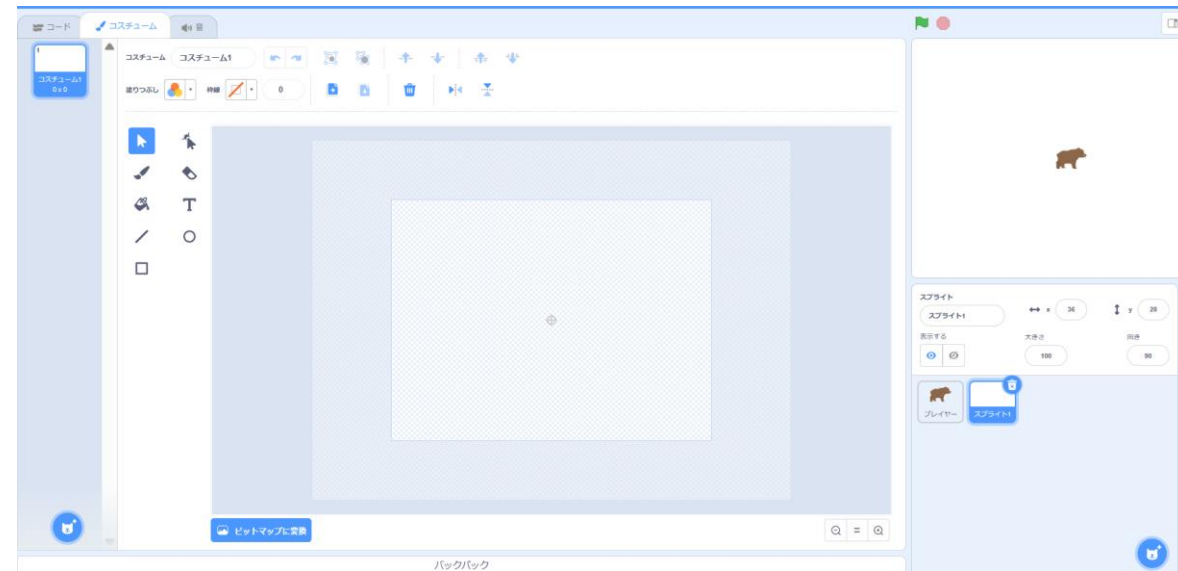 コード コスチューム 音
1
コスチューム1
0 x 0
コスチューム コスチューム1
塗りつぶし 枠線 0
T
ビットマップに変換
バックパック
スプライト
スプライト1 x 36 y 28
表示する 大きさ 向き
100 90
プレイヤー スプライト1